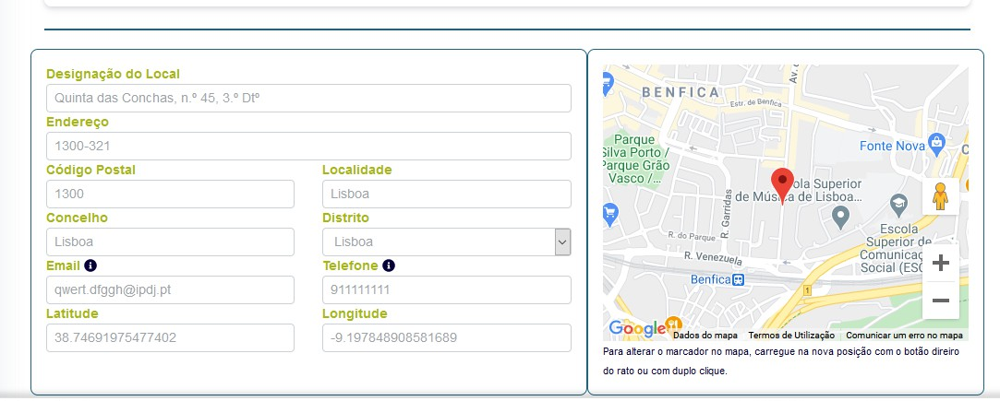 Designação do Local
Quinta das Conchas, n.º 45, 3.º Dtº
Endereço
1300-321
Código Postal
Localidade
1300
Lisboa
Concelho
Distrito
Lisboa
Lisboa
Email
Telefone
qwert.dfggh@ipdj.pt
911111111
Latitude
Longitude
38.74691975477402
-9.197848908581689
BENFICA
Av.
Estr. de Benfica
Parque
Silva Porto /
Parque Grão
Vasco /...
Fonte Nova
Escola Superior
de Música de Lisboa...
R. Garridas
R. do Parque
R. Venezuela
Escola
Superior de
Comunicaç
Social (ESC
Benfica
1
Google
Dados do mapa
Termos de Utilização
Comunicar um erro no mapa
Para alterar o marcador no mapa, carregue na nova posição com o botão direiro
do rato ou com duplo clique.